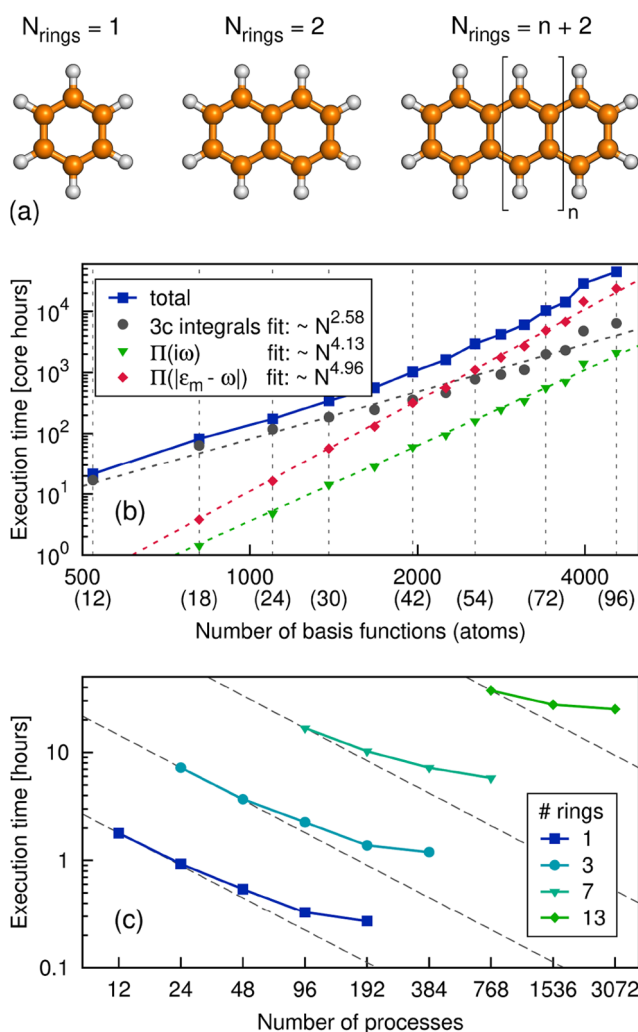 N_rings = 1 N_rings = 2 N_rings = n + 2
n
(a)
Execution time [core hours]
10^4
10^3
10^2
10^1
10^0
total
3c integrals fit: ~ N^2.58
Π(iω) fit: ~ N^4.13
Π(|ε_m - ω|) fit: ~ N^4.96
(b)
500 1000 2000 4000
(12) (18) (24) (30) (42) (54) (72) (96)
Number of basis functions (atoms)
Execution time [hours]
10
1
0.1
# rings
1
3
7
13
(c)
12 24 48 96 192 384 768 1536 3072
Number of processes